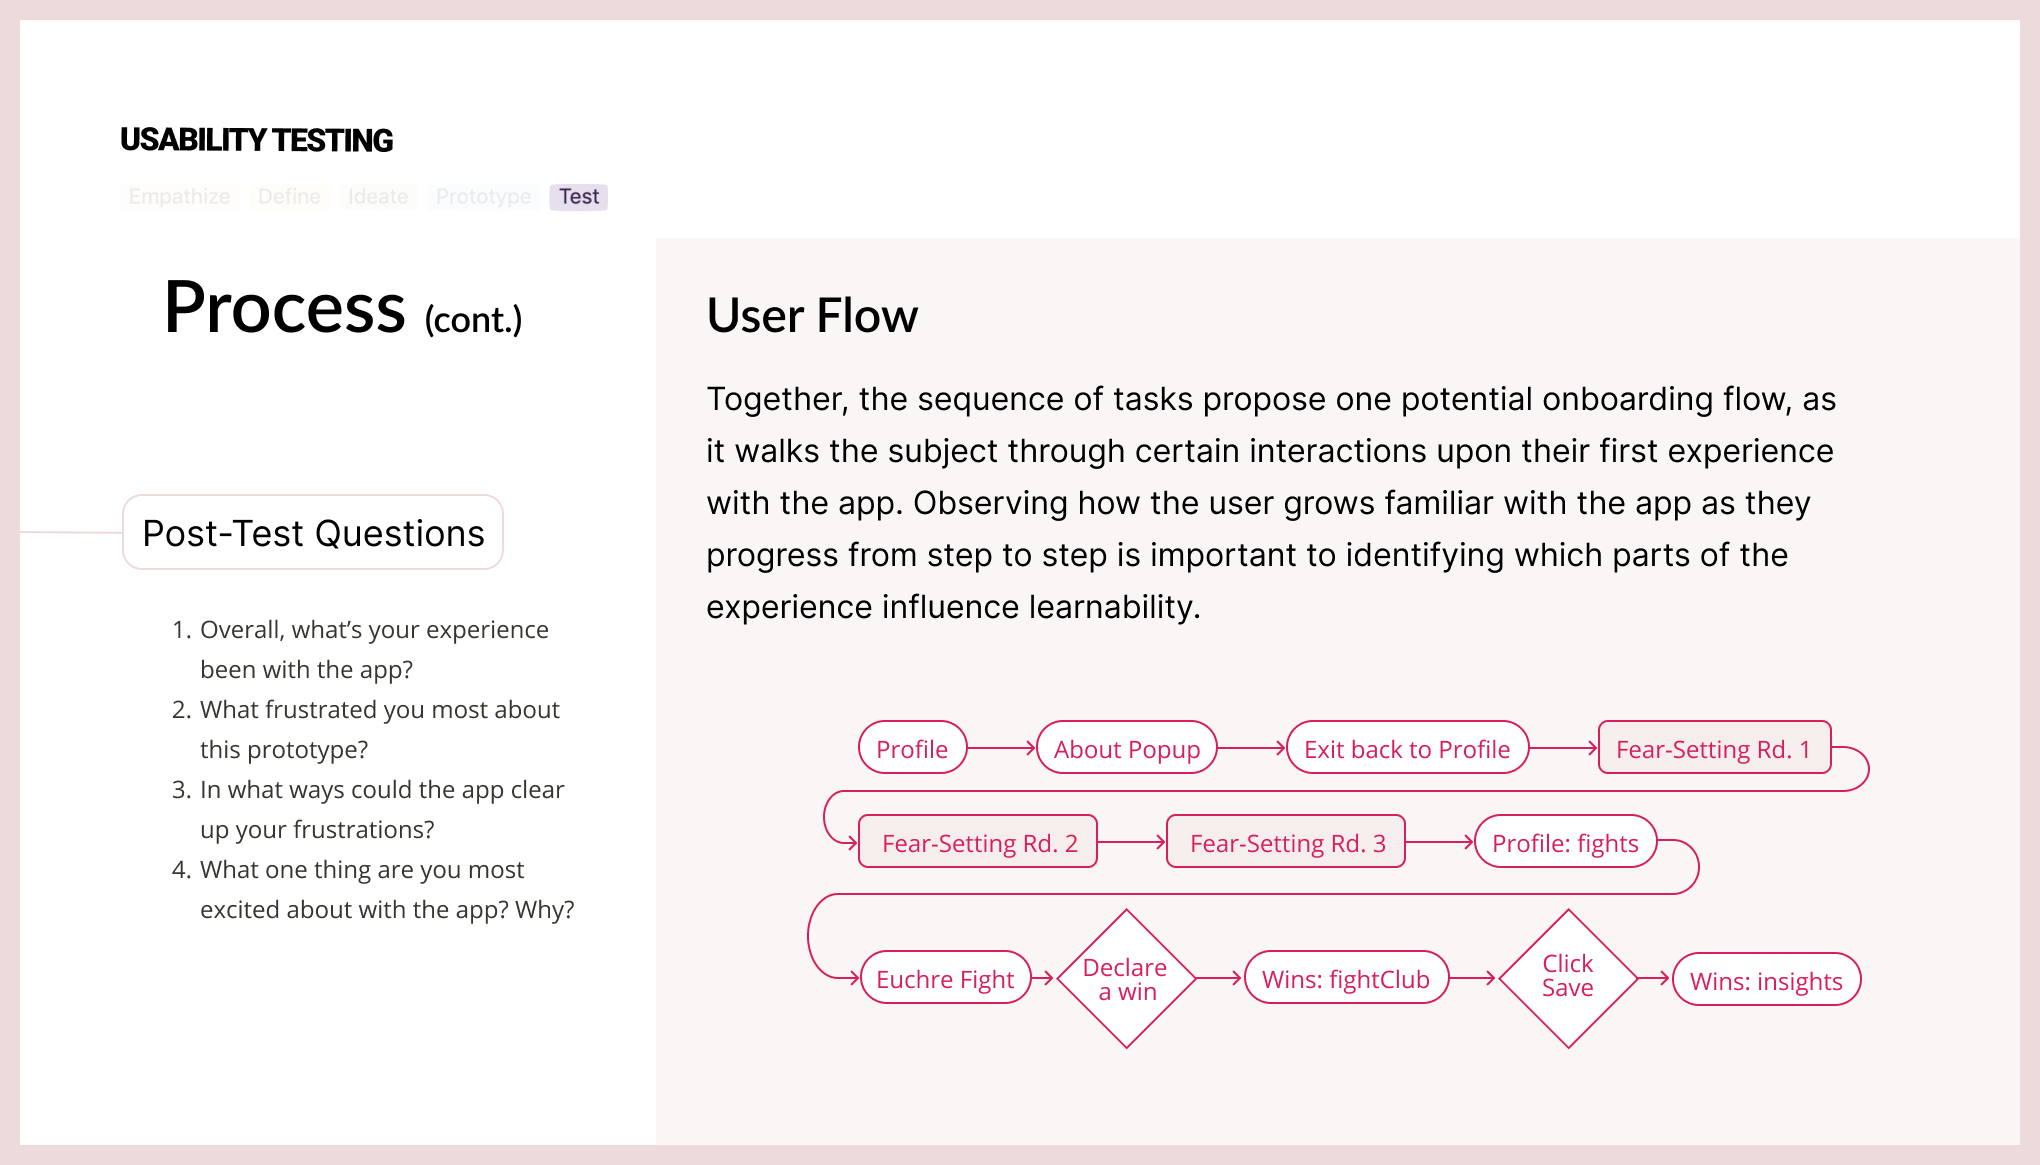 USABILITY TESTING
Empathize Define Ideate Prototype Test
Process (cont.)
Post-Test Questions
1. Overall, what’s your experience
been with the app?
2. What frustrated you most about
this prototype?
3. In what ways could the app clear
up your frustrations?
4. What one thing are you most
excited about with the app? Why?
User Flow
Together, the sequence of tasks propose one potential onboarding flow, as
it walks the subject through certain interactions upon their first experience
with the app. Observing how the user grows familiar with the app as they
progress from step to step is important to identifying which parts of the
experience influence learnability.
Profile
About Popup
Exit back to Profile
Fear-Setting Rd. 1
Fear-Setting Rd. 2
Fear-Setting Rd. 3
Profile: fights
Euchre Fight
Declare
a win
Wins: fightClub
Click
Save
Wins: insights